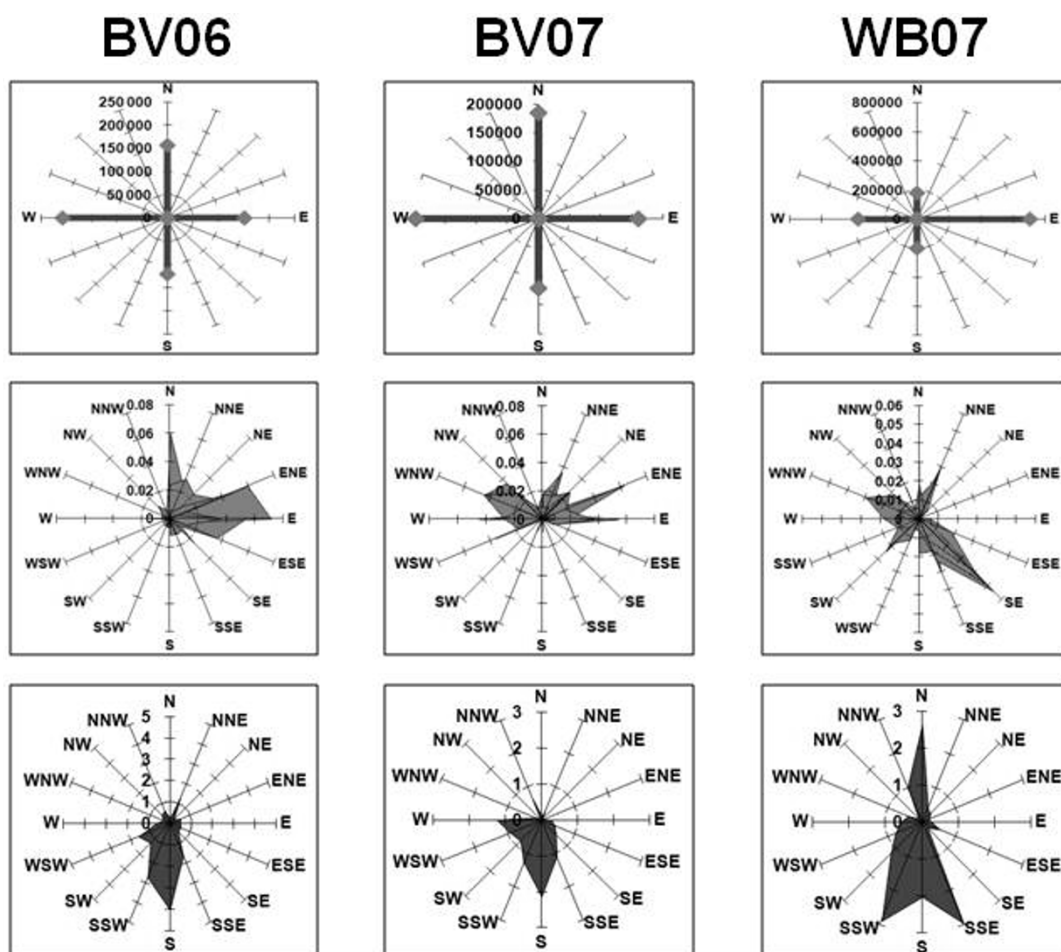 BV06 BV07 WB07
N N N
250 000 200000 800000
200 000 150000 600000
150 000 100000 400000
100 000 50000 200000
50 000
W 0 E W 0 E W 0 E
S S S
N N N
0.08 0.08 0.06
NNW NNE NNW NNE NNW NNE
0.06 0.06 0.05
NW NE NW NE NW NE
0.04 0.04 0.04
0.03
WNW ENE WNW ENE WNW ENE
0.02 0.02 0.02
0.01
W 0 E W 0 E W 0 E
WSW ESE WSW ESE SSW ESE
SW SE SW SE SW SE
SSW SSE SSW SSE WSW SSE
S S S
N N N
NNW 5 NNE NNW 3 NNE NNW 3 NNE
4
NW NE NW NE NW NE
3 2 2
WNW 2 ENE WNW ENE WNW ENE
1 1 1
W 0 E W 0 E W 0 E
WSW ESE WSW ESE WSW ESE
SW SE SW SE SW SE
SSW SSE SSW SSE SSW SSE
S S S